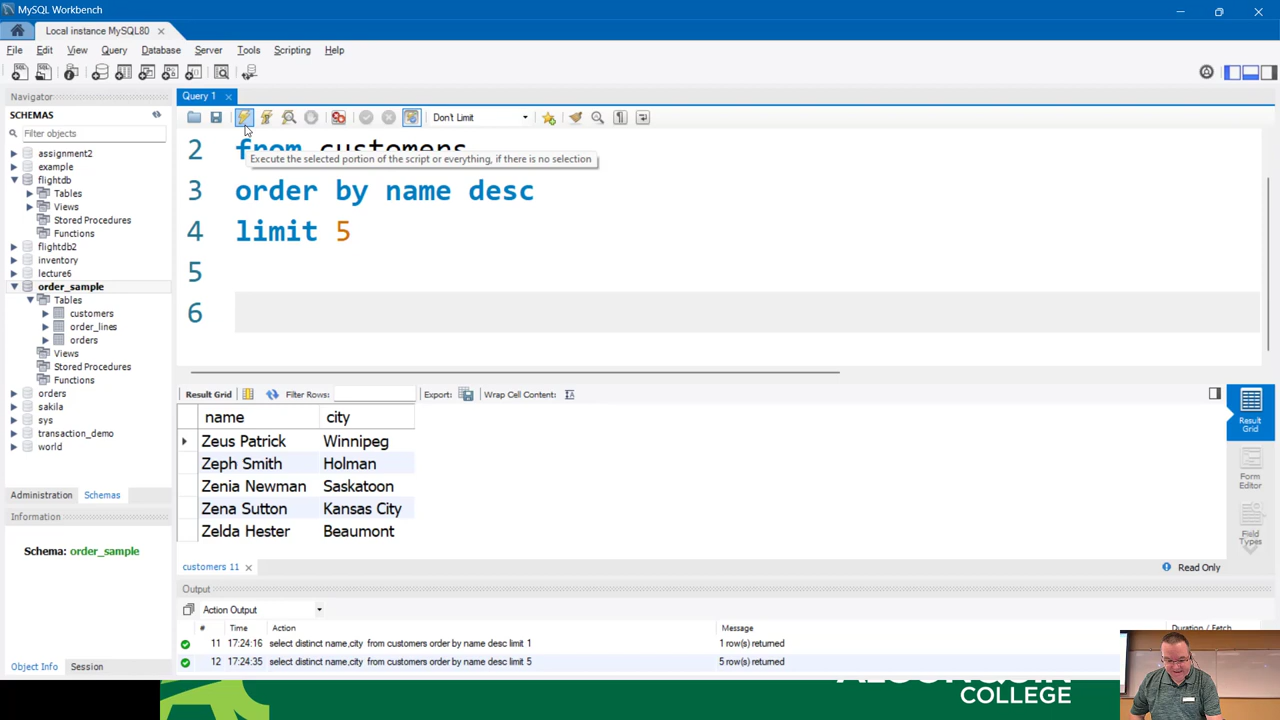 MySQL Workbench
Local instance MySQL80
File Edit View Query Database Server Tools Scripting Help
Navigator
Query 1
SCHEMAS
Filter objects
Don't Limit
assignment2
example
flightdb
Tables
Views
Stored Procedures
Functions
flightdb2
inventory
lecture6
order_sample
Tables
customers
order_lines
orders
Views
Stored Procedures
Functions
orders
sakila
sys
transaction_demo
world
Administration Schemas
Information
Schema: order_sample
Object Info Session
2 from customers
Execute the selected portion of the script or everything, if there is no selection
3 order by name desc
4 limit 5
5
6
Result Grid Filter Rows: Export: Wrap Cell Content:
name city
Zeus Patrick Winnipeg
Zeph Smith Holman
Zenia Newman Saskatoon
Zena Sutton Kansas City
Zelda Hester Beaumont
Result Grid
Form Editor
Field Types
customers 11 Read Only
Output
Action Output
# Time Action Message Duration / Fetch
11 17:24:16 select distinct name,city from customers order by name desc limit 1 1 row(s) returned
12 17:24:35 select distinct name,city from customers order by name desc limit 5 5 row(s) returned
COLLEGE